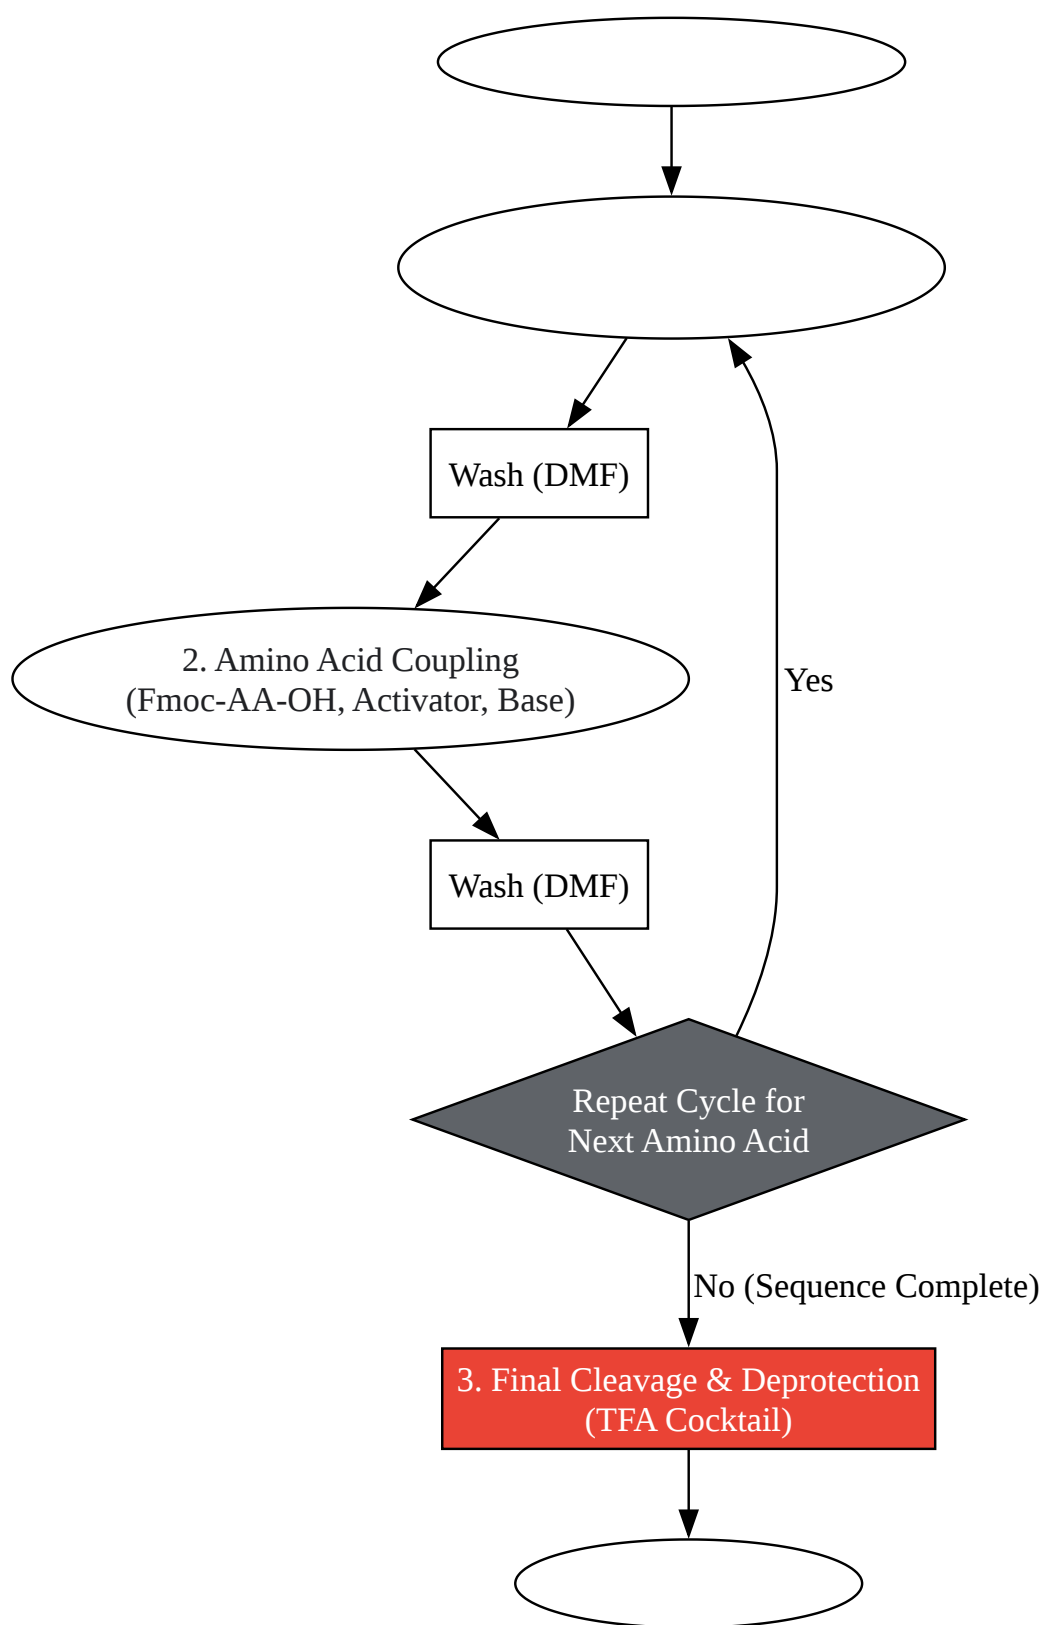 Wash (DMF)
2. Amino Acid Coupling
(Fmoc-AA-OH, Activator, Base)
Yes
Wash (DMF)
Repeat Cycle for
Next Amino Acid
No (Sequence Complete)
3. Final Cleavage & Deprotection
(TFA Cocktail)